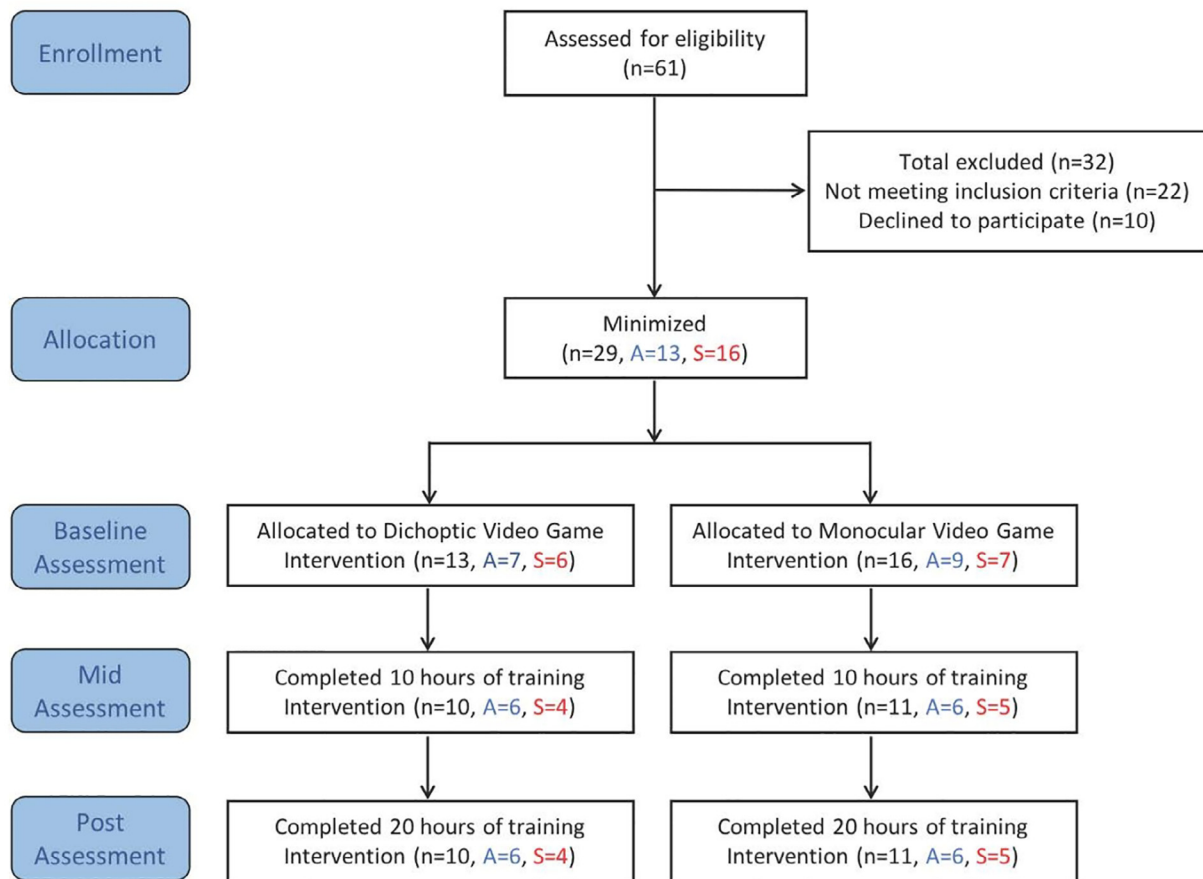 Enrollment
Assessed for eligibility
(n=61)
Total excluded (n=32)
Not meeting inclusion criteria (n=22)
Declined to participate (n=10)
Allocation
Minimized
(n=29, A=13, S=16)
Baseline
Assessment
Allocated to Dichoptic Video Game
Intervention (n=13, A=7, S=6)
Allocated to Monocular Video Game
Intervention (n=16, A=9, S=7)
Mid
Assessment
Completed 10 hours of training
Intervention (n=10, A=6, S=4)
Completed 10 hours of training
Intervention (n=11, A=6, S=5)
Post
Assessment
Completed 20 hours of training
Intervention (n=10, A=6, S=4)
Completed 20 hours of training
Intervention (n=11, A=6, S=5)